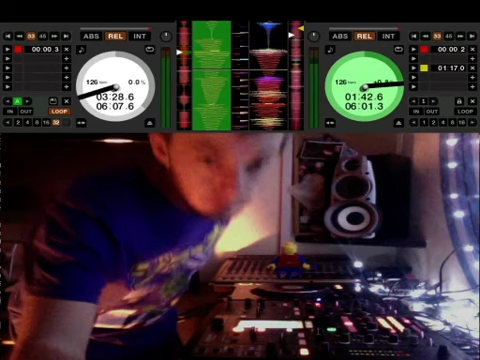 33 45 ABS REL INT
00:00.3
126 BPM 0.0%
03:28.6
06:07.6
A
IN OUT LOOP
2 4 8 16 32
33 45 ABS REL INT
00:00.2
01:17.0
126 BPM
01:42.6
06:01.3
1
IN OUT LOOP
1 2 4 8 16